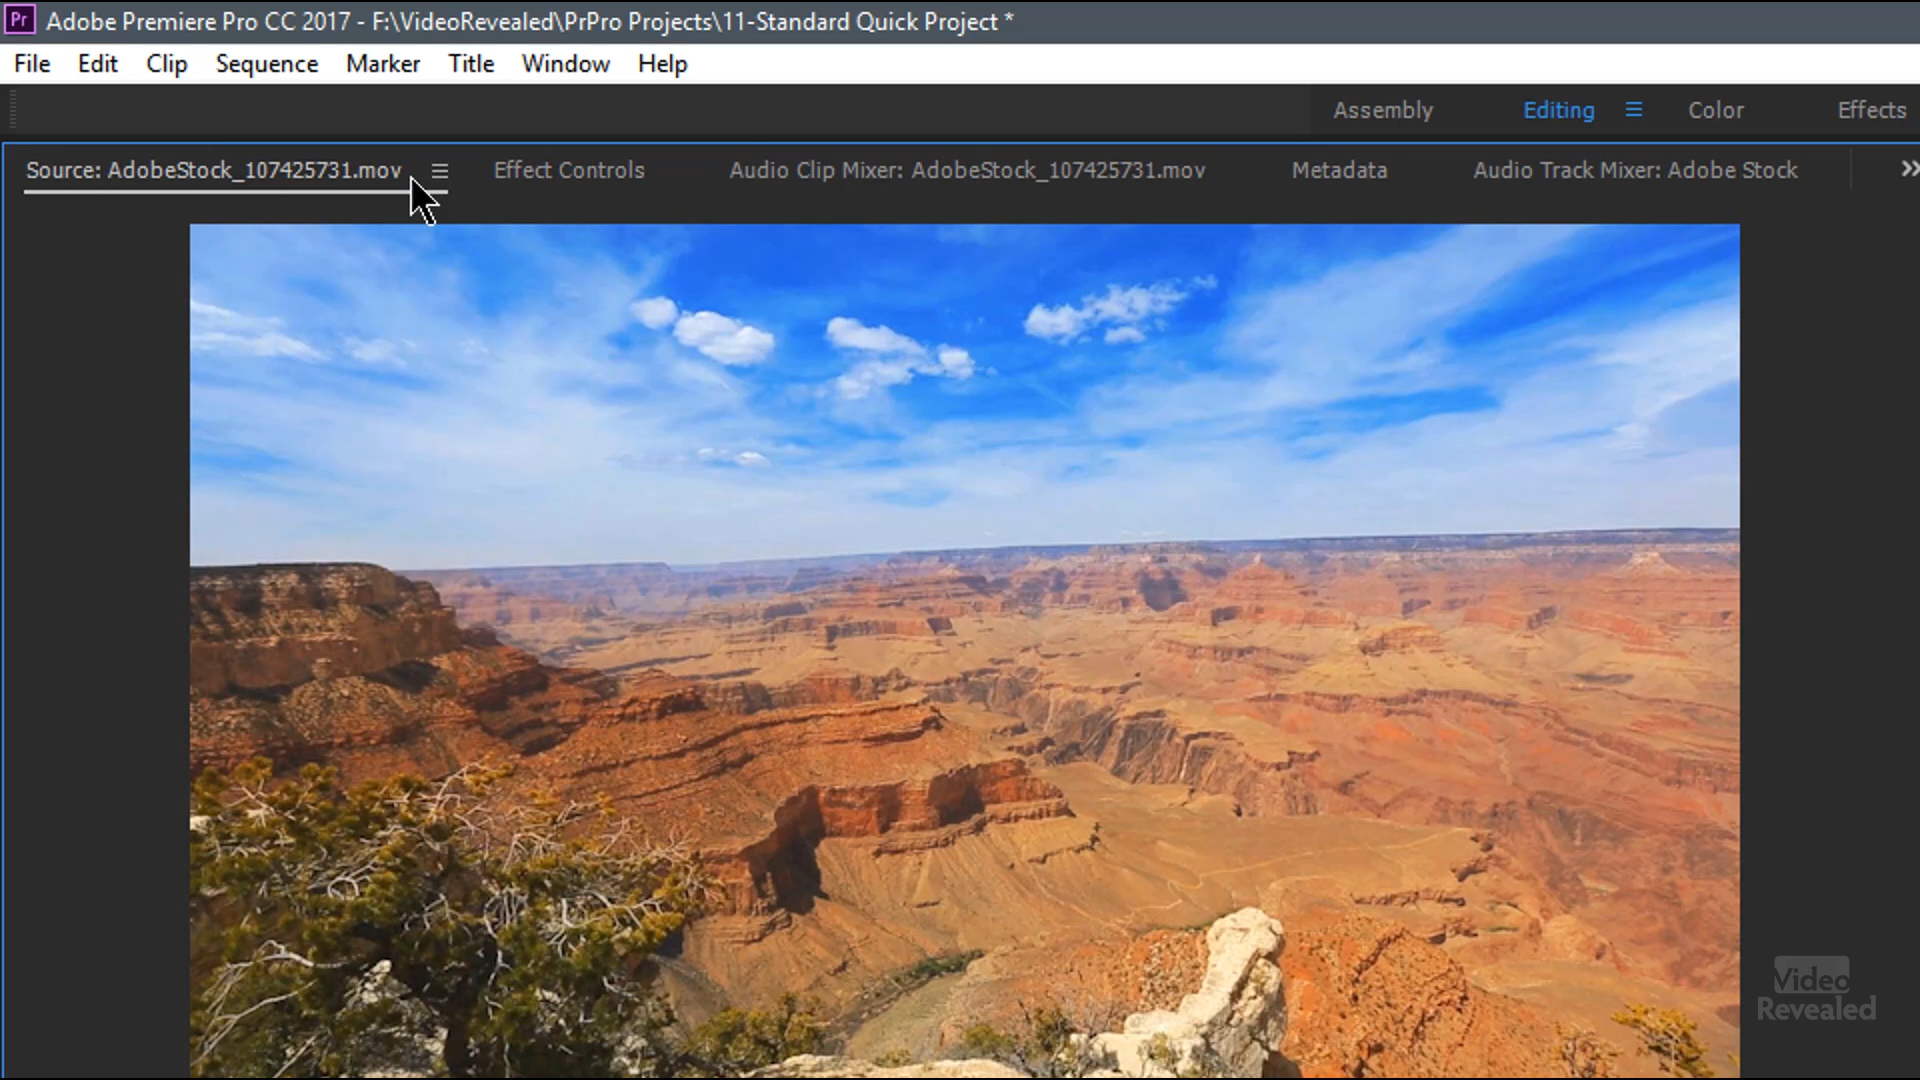 Pr Adobe Premiere Pro CC 2017 - F:\VideoRevealed\PrPro Projects\11-Standard Quick Project *
File Edit Clip Sequence Marker Title Window Help
Assembly Editing Color Effects
Source: AdobeStock_107425731.mov Effect Controls Audio Clip Mixer: AdobeStock_107425731.mov Metadata Audio Track Mixer: Adobe Stock
Video
Revealed